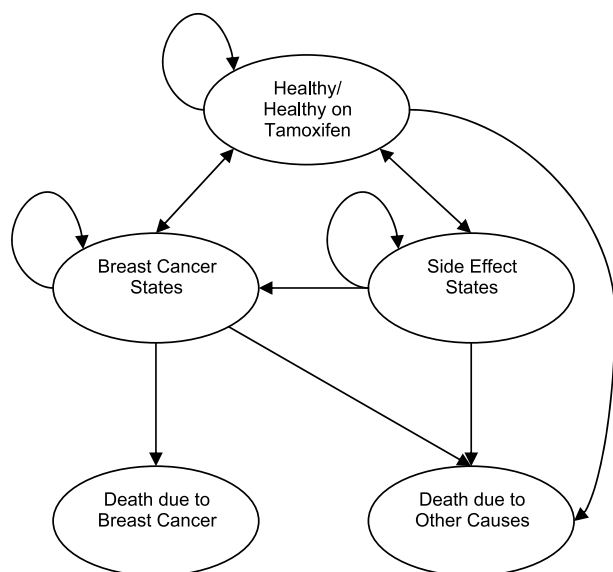 Healthy/
Healthy on
Tamoxifen
Breast Cancer
States
Side Effect
States
Death due to
Breast Cancer
Death due to
Other Causes